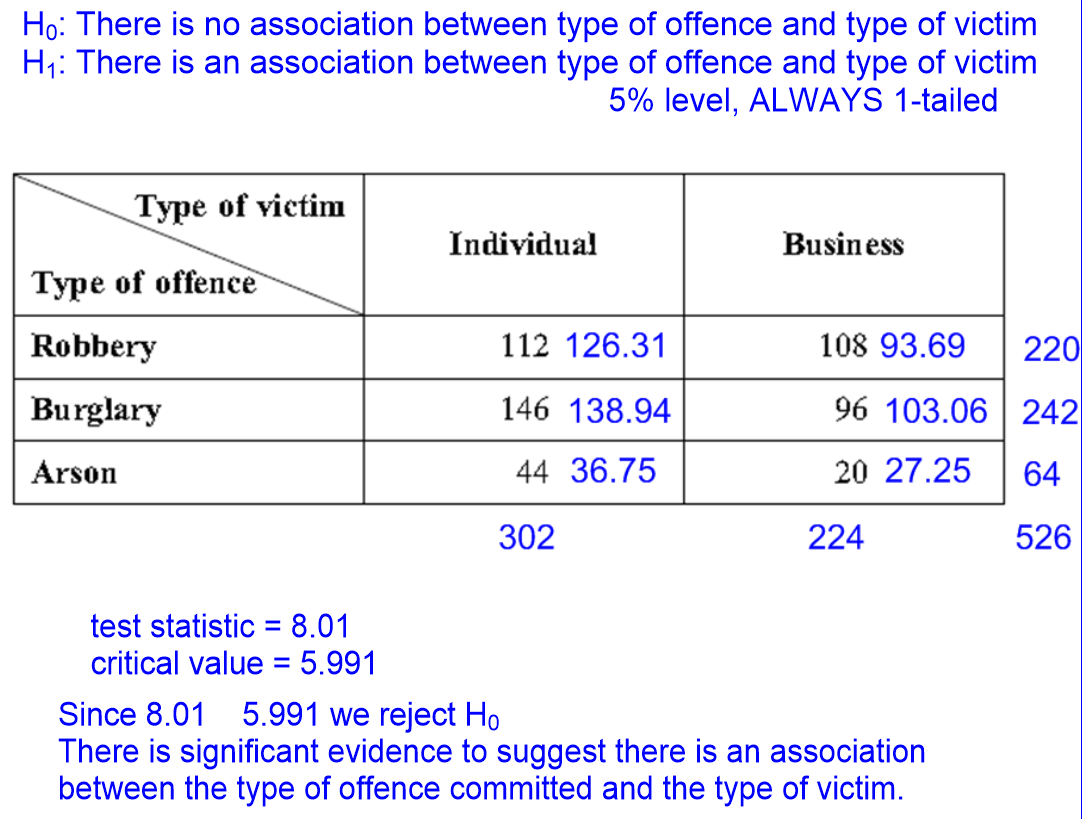 H₀: There is no association between type of offence and type of victim
H₁: There is an association between type of offence and type of victim
5% level, ALWAYS 1-tailed
Type of victim
Type of offence
Individual
Business
Robbery 112 126.31 108 93.69 220
Burglary 146 138.94 96 103.06 242
Arson 44 36.75 20 27.25 64
302 224 526
test statistic = 8.01
critical value = 5.991
Since 8.01 5.991 we reject H₀
There is significant evidence to suggest there is an association
between the type of offence committed and the type of victim.